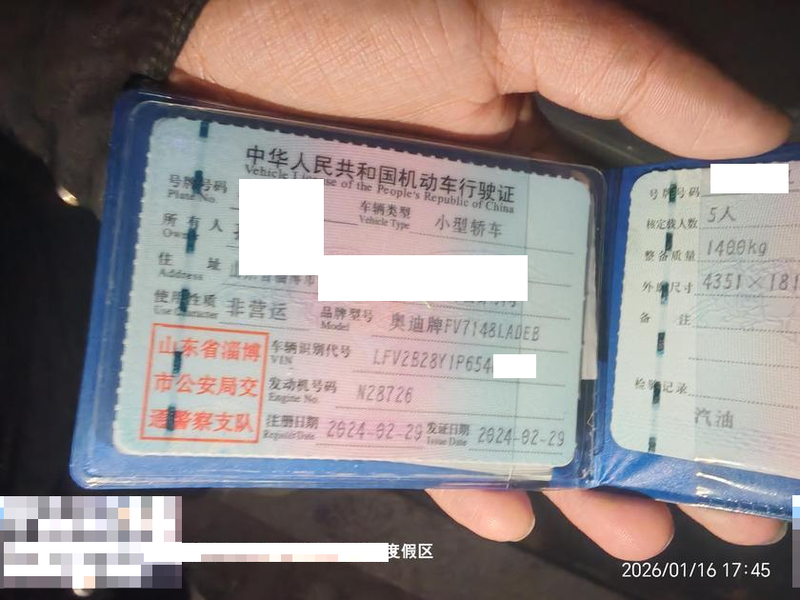 中华人民共和国机动车行驶证
Vehicle License of the People's Republic of China
号牌号码
Plate No.
车辆类型
Vehicle Type
小型轿车
所有人
住址
Address
山东省淄博市
使用性质
Use Character
非营运
品牌型号
Model
奥迪牌FV7148LADEB
山东省淄博
市公安局交
通警察支队
车辆识别代号
VIN
LFV2B28Y1P654
发动机号码
Engine No.
N28726
注册日期
Register Date
2024-02-29
发证日期
Issue Date
2024-02-29
号牌号码
核定载人数
5人
整备质量
1400kg
外廓尺寸
4351×181
备注
检验记录
汽油
度假区
2026/01/16 17:45